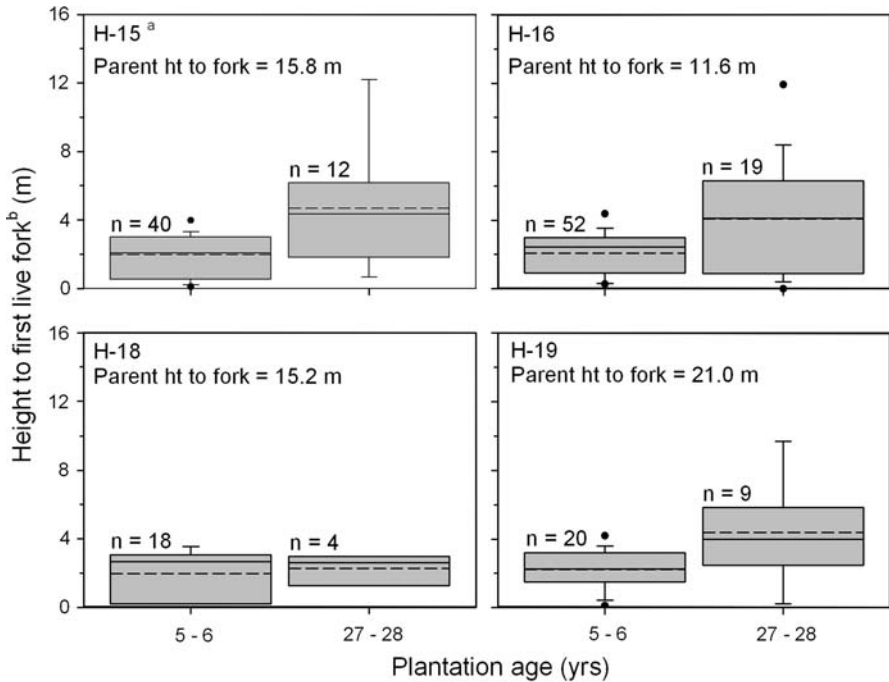 Height to first live fork^b (m)
16
12
8
4
0
H-15 ^a
Parent ht to fork = 15.8 m
n = 40
n = 12
H-16
Parent ht to fork = 11.6 m
n = 52
n = 19
16
12
8
4
0
H-18
Parent ht to fork = 15.2 m
n = 18
n = 4
H-19
Parent ht to fork = 21.0 m
n = 20
n = 9
5 - 6
27 - 28
5 - 6
27 - 28
Plantation age (yrs)